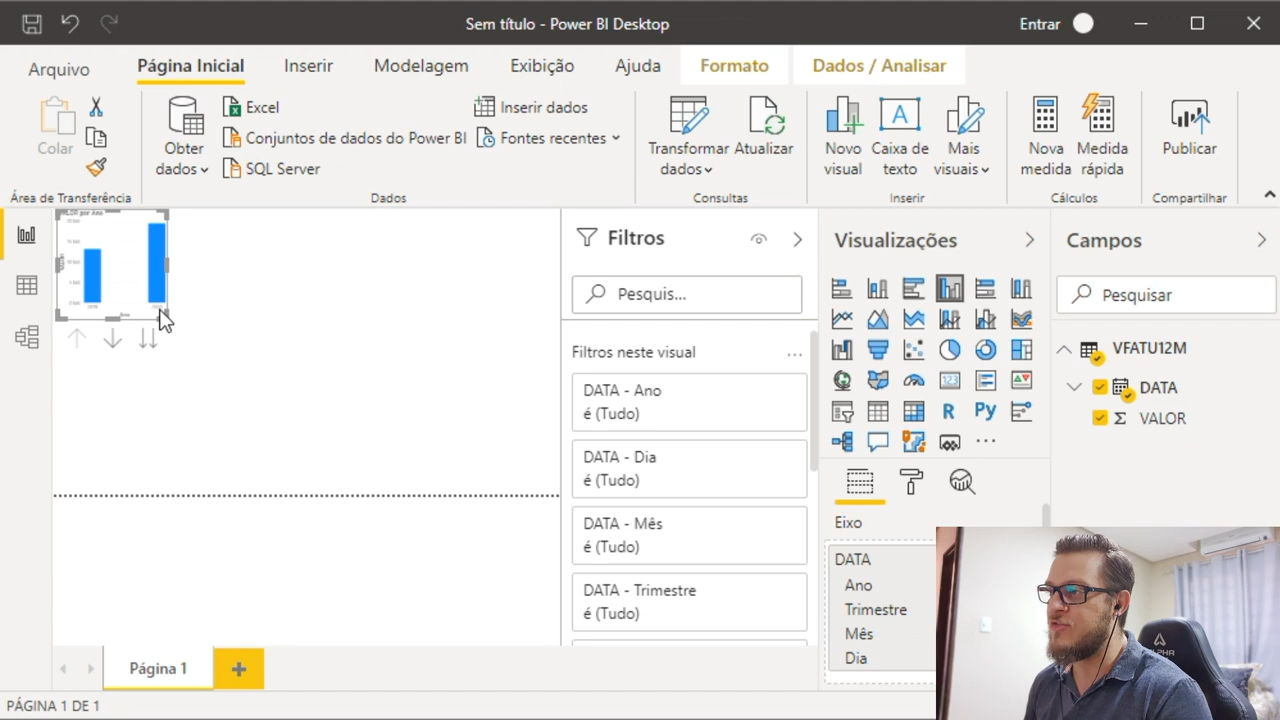 Sem título - Power BI Desktop
Entrar
Arquivo
Página Inicial
Inserir
Modelagem
Exibição
Ajuda
Formato
Dados / Analisar
Colar
Obter dados
Excel
Conjuntos de dados do Power BI
SQL Server
Inserir dados
Fontes recentes
Transformar dados
Atualizar
Novo visual
Caixa de texto
Mais visuais
Nova medida
Medida rápida
Publicar
Área de Transferência
Dados
Consultas
Inserir
Cálculos
Compartilhar
por Ano
Filtros
Pesquis...
Filtros neste visual
DATA - Ano
é (Tudo)
DATA - Dia
é (Tudo)
DATA - Mês
é (Tudo)
DATA - Trimestre
é (Tudo)
Visualizações
123
R
Py
Eixo
DATA
Ano
Trimestre
Mês
Dia
Campos
Pesquisar
VFATU12M
DATA
Σ VALOR
ALPHA
Página 1
PÁGINA 1 DE 1